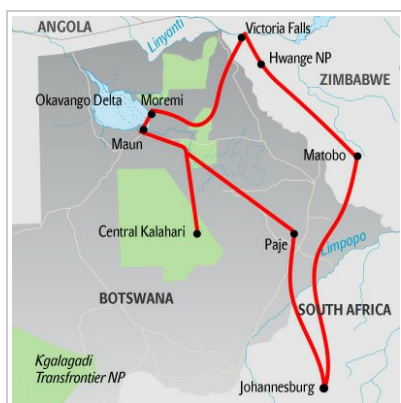 ANGOLA
Linyanti
Victoria Falls
Hwange NP
ZIMBABWE
Okavango Delta
Moremi
Maun
Matobo
Central Kalahari
Paje
Limpopo
BOTSWANA
SOUTH AFRICA
Kgalagadi
Transfrontier NP
Johannesburg